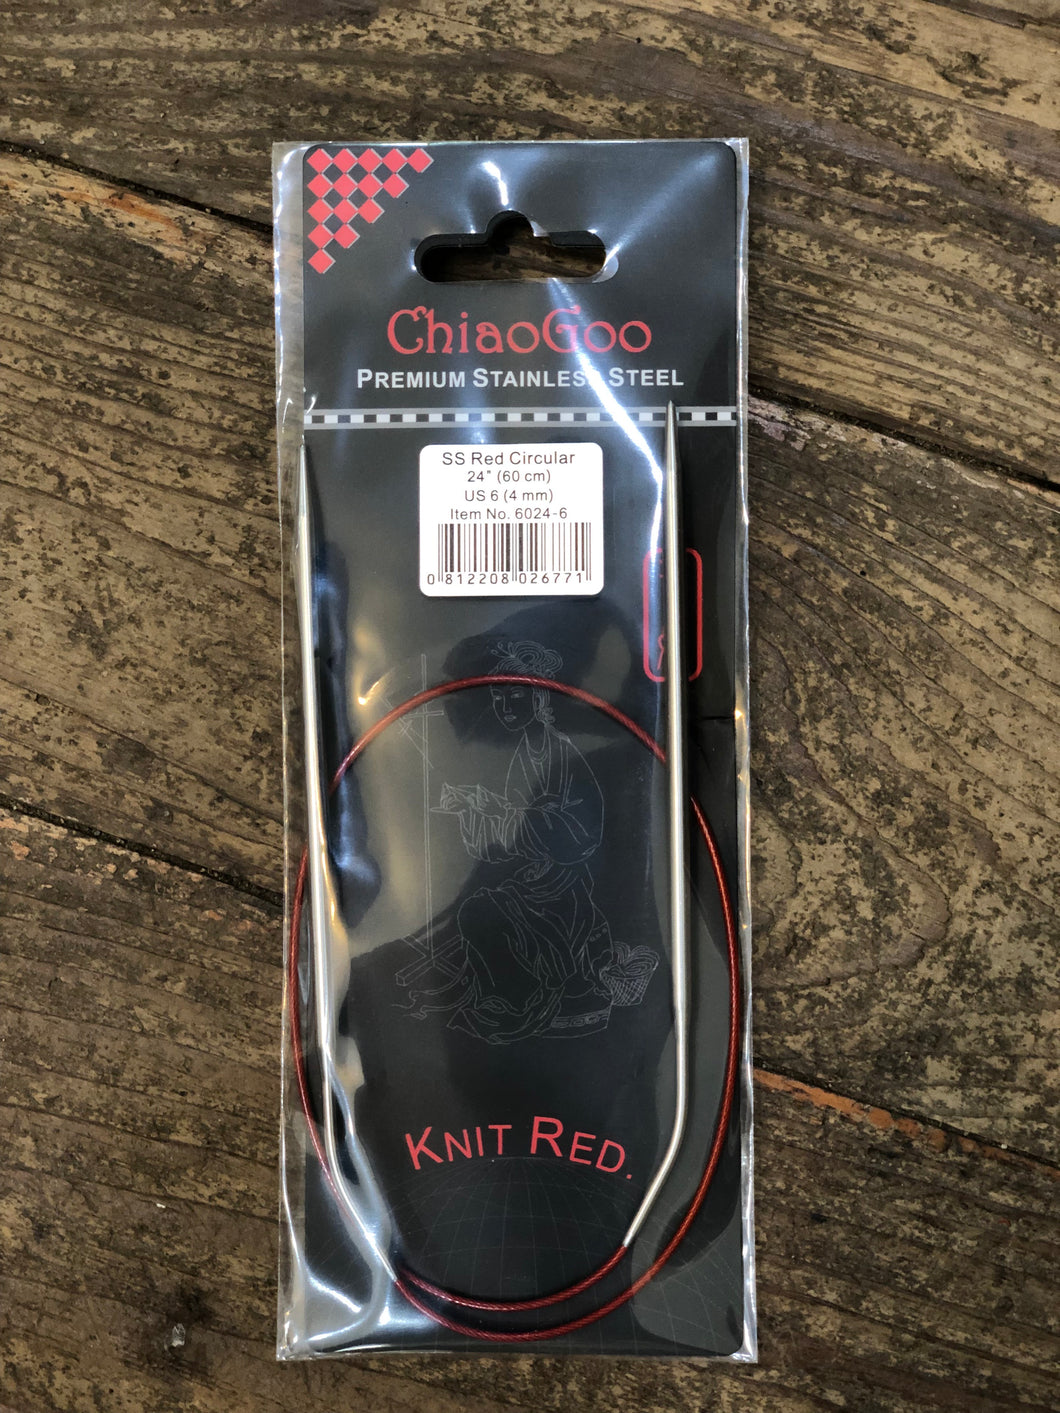 ChiaoGoo
PREMIUM STAINLESS STEEL
SS Red Circular
24" (60 cm)
US 6 (4 mm)
Item No. 6024-6
0 812208 026771
KNIT RED.